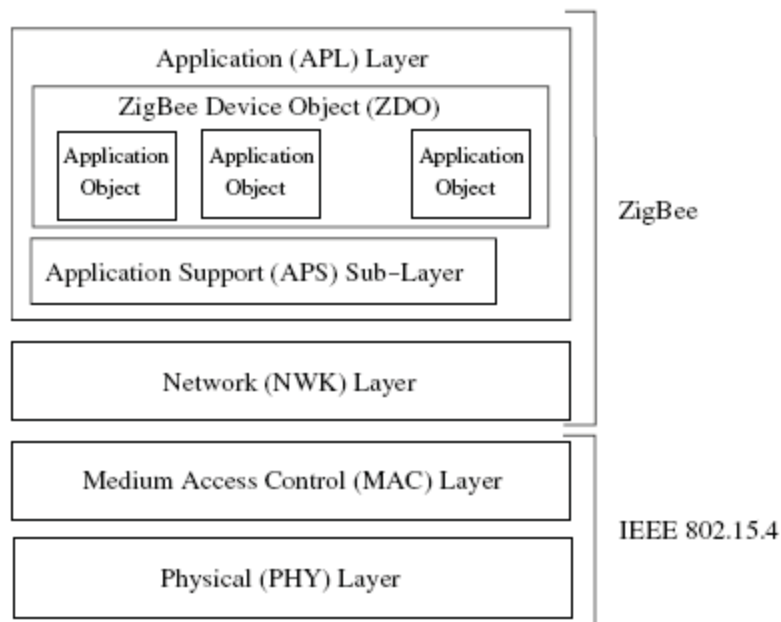 Application (APL) Layer
ZigBee Device Object (ZDO)
Application
Object
Application
Object
Application
Object
Application Support (APS) Sub-Layer
Network (NWK) Layer
ZigBee
Medium Access Control (MAC) Layer
Physical (PHY) Layer
IEEE 802.15.4